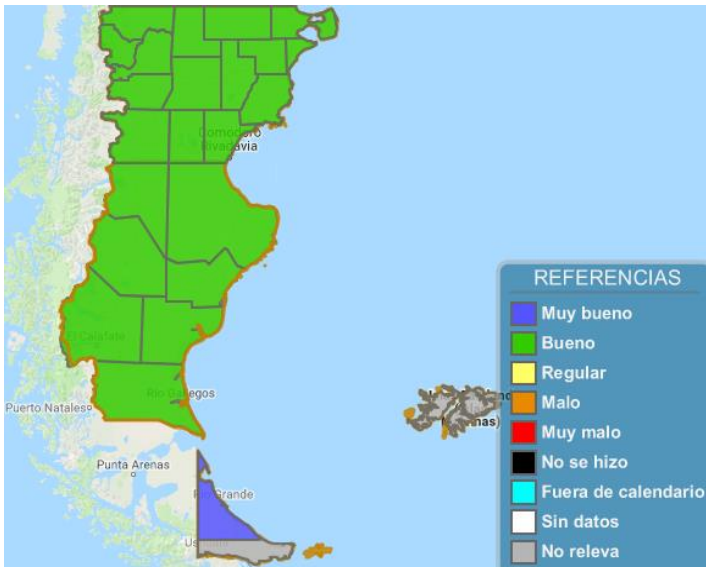 Comodoro
Rivadavia
El Calafate
Río Gallegos
Puerto Natales
Punta Arenas
Río Grande
REFERENCIAS
Muy bueno
Bueno
Regular
Malo
Muy malo
No se hizo
Fuera de calendario
Sin datos
No releva